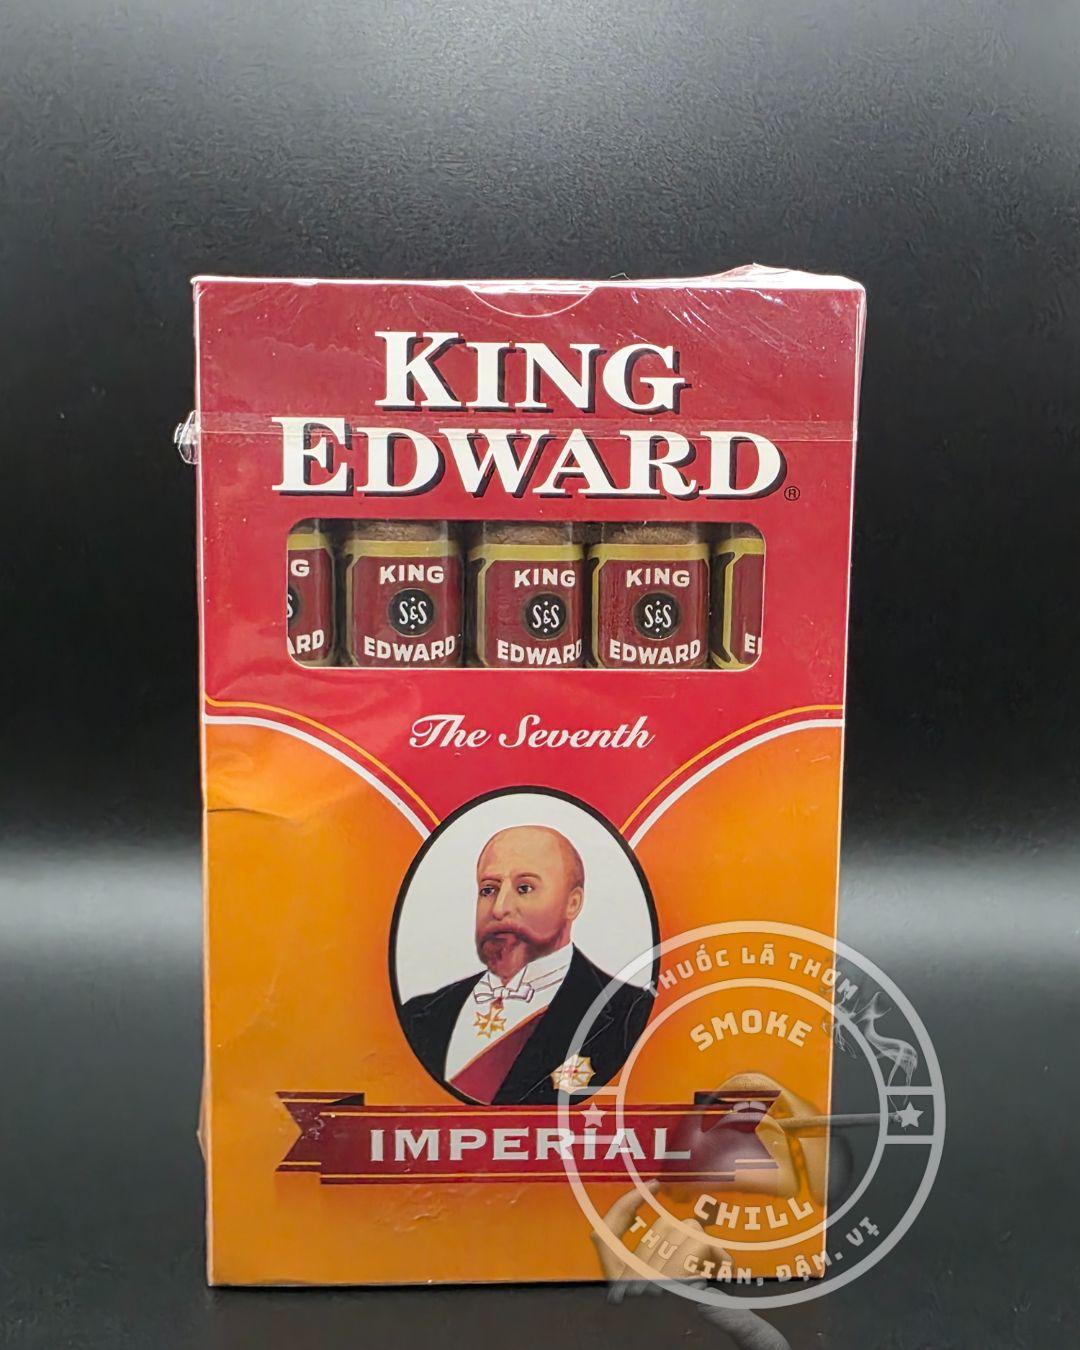 KING
EDWARD®
G
ARD
KING
S&S
EDWARD
KING
S&S
EDWARD
KING
S&S
EDWARD
E
The Seventh
IMPERIAL
THUỐC LÁ THƠM
SMOKE
CHILL
THƯ GIÃN, ĐẬM. VỊ